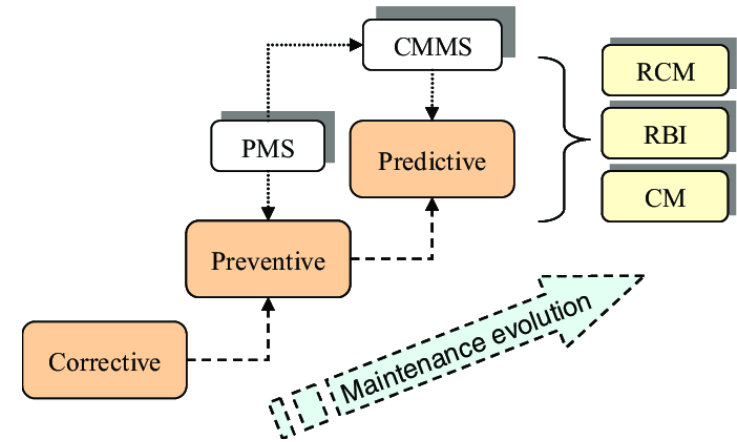 CMMS
RCM
PMS
Predictive
RBI
CM
Preventive
Corrective
Maintenance evolution